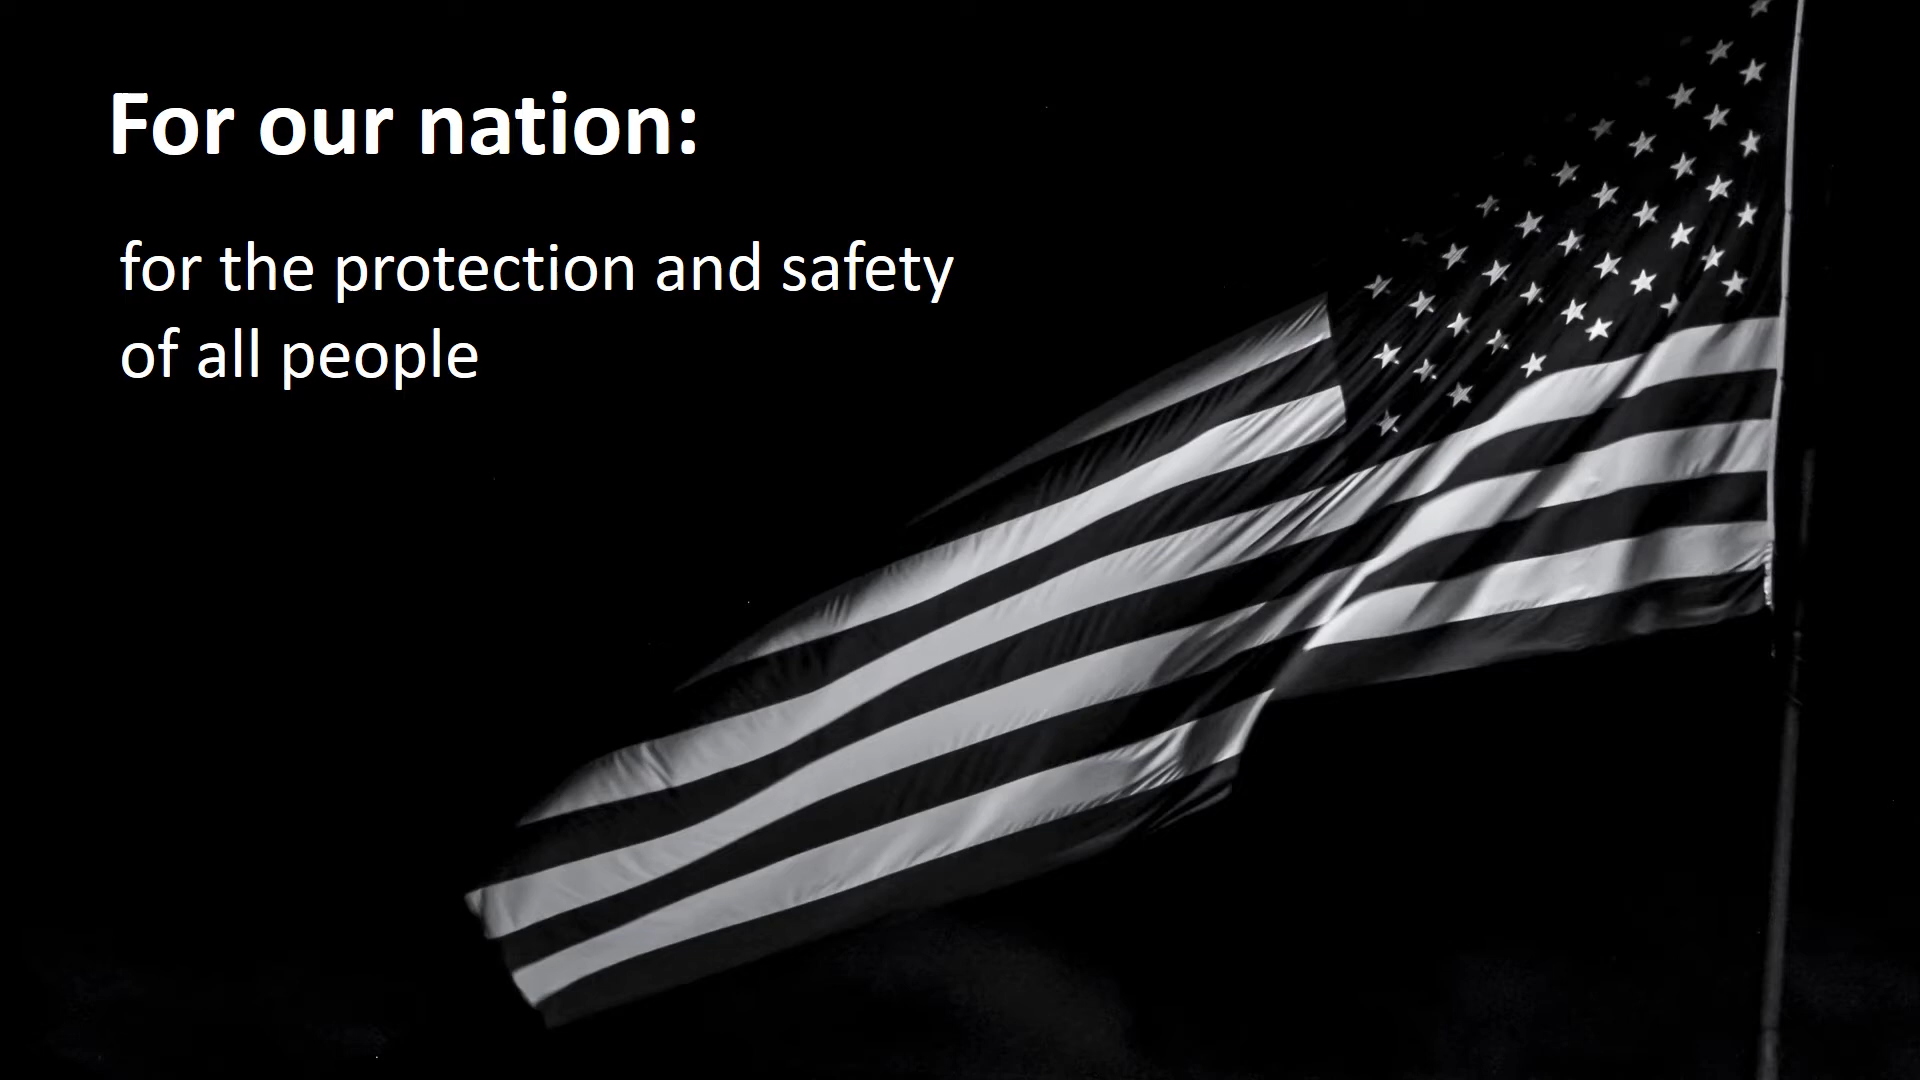 For our nation:
for the protection and safety
of all people